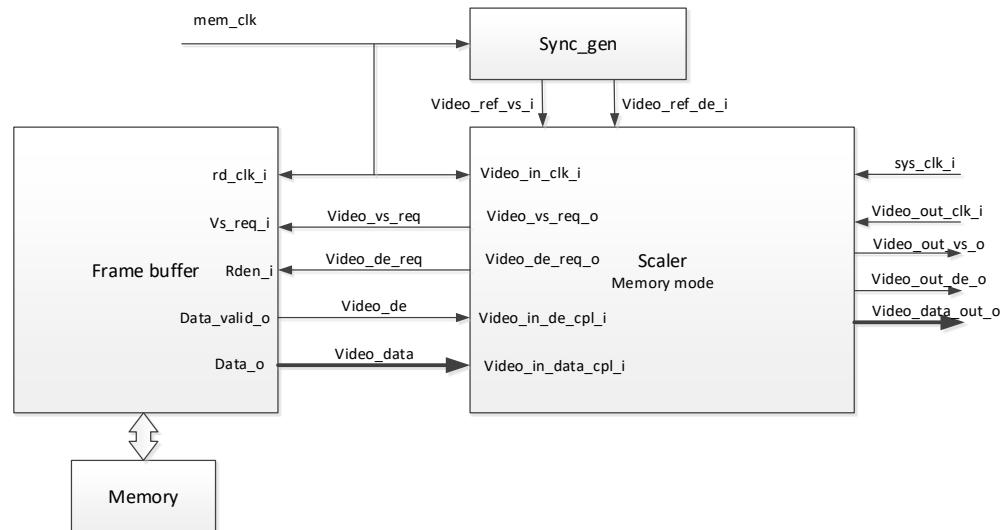 mem_clk
Sync_gen
Video_ref_vs_i
Video_ref_de_i
rd_clk_i
Video_in_clk_i
sys_clk_i
Vs_req_i
Video_vs_req
Video_vs_req_o
Video_out_clk_i
Video_out_vs_o
Frame buffer
Rden_i
Video_de_req
Video_de_req_o
Scaler
Memory mode
Video_out_de_o
Data_valid_o
Video_de
Video_in_de_cpl_i
Video_data_out_o
Data_o
Video_data
Video_in_data_cpl_i
Memory